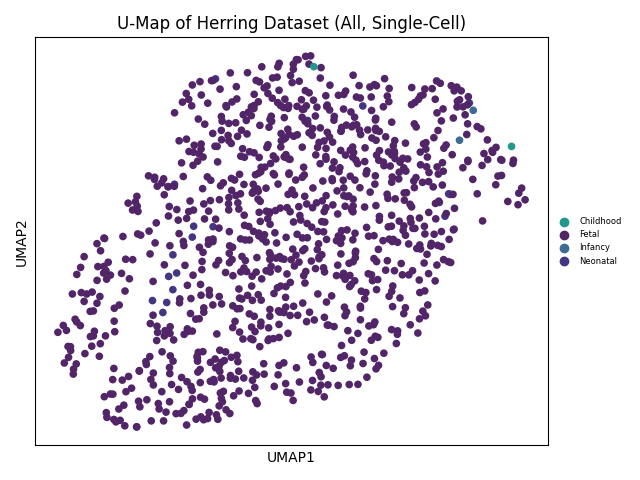 U-Map of Herring Dataset (All, Single-Cell)
UMAP2
Childhood
Fetal
Infancy
Neonatal
UMAP1